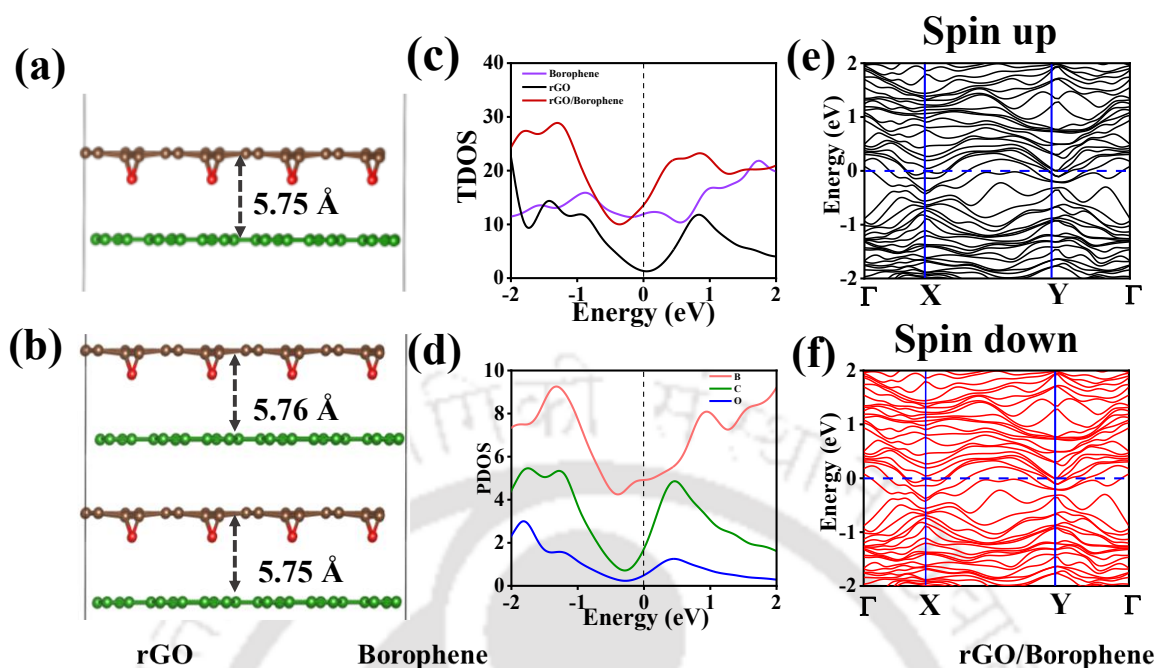 (a)
5.75 Å
(b)
5.76 Å
5.75 Å
rGO
Borophene
(c)
40
30
20
10
0
TDOS
Borophene
rGO
rGO/Borophene
-2
-1
0
1
2
Energy (eV)
(d)
10
8
6
4
2
0
PDOS
B
C
O
-2
-1
0
1
2
Energy (eV)
Spin up
(e)
2
1
0
-1
-2
Energy (eV)
Γ
X
Y
Γ
Spin down
(f)
2
1
0
-1
-2
Energy (eV)
Γ
X
Y
Γ
rGO/Borophene